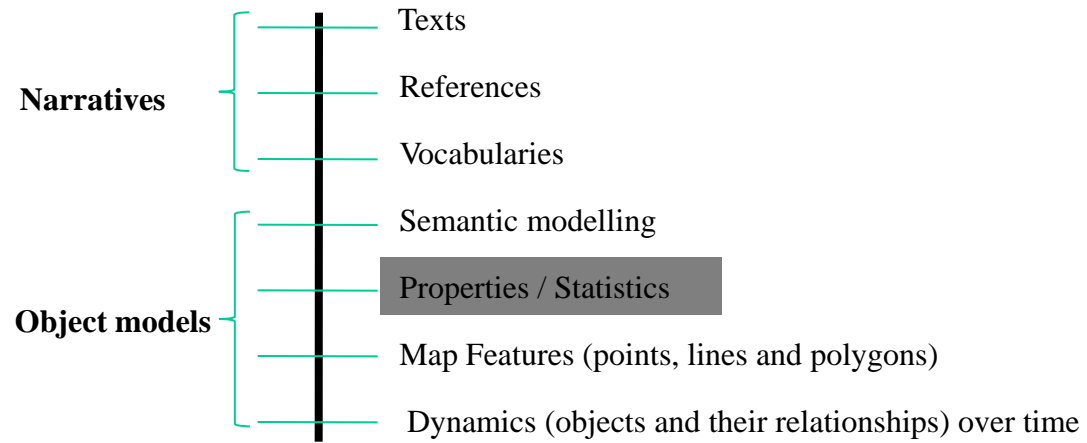 Texts
References
Narratives
Vocabularies
Semantic modelling
Properties / Statistics
Object models
Map Features (points, lines and polygons)
Dynamics (objects and their relationships) over time